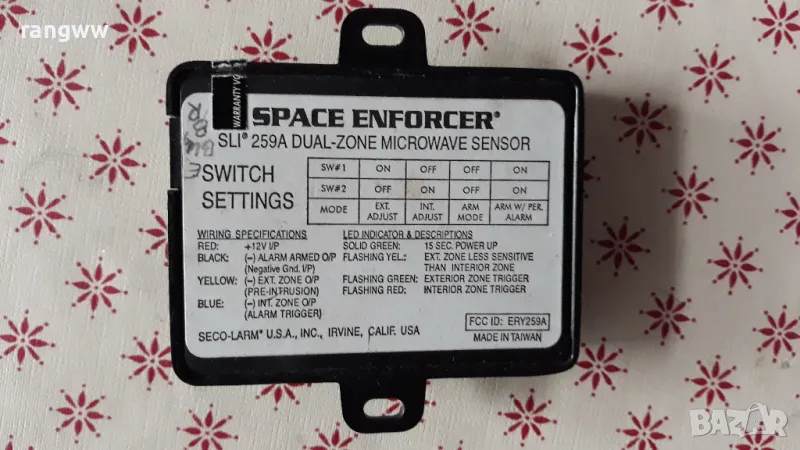 rangww
WARRANTY VO
SPACE ENFORCER®
SLI® 259A DUAL-ZONE MICROWAVE SENSOR
SWITCH SETTINGS
SW#1 ON OFF OFF ON
SW#2 OFF ON OFF ON
MODE EXT. ADJUST INT. ADJUST ARM MODE ARM W/ PER. ALARM
WIRING SPECIFICATIONS
RED: +12V I/P
BLACK: (–) ALARM ARMED O/P
(Negative Gnd. I/P)
YELLOW: (–) EXT. ZONE O/P
(PRE-INTRUSION)
BLUE: (–) INT. ZONE O/P
(ALARM TRIGGER)
LED INDICATOR & DESCRIPTIONS
SOLID GREEN: 15 SEC. POWER UP
FLASHING YEL.: EXT. ZONE LESS SENSITIVE
THAN INTERIOR ZONE
FLASHING GREEN: EXTERIOR ZONE TRIGGER
FLASHING RED: INTERIOR ZONE TRIGGER
SECO-LARM® U.S.A., INC., IRVINE, CALIF. USA
FCC ID: ERY259A
MADE IN TAIWAN
BAZAR